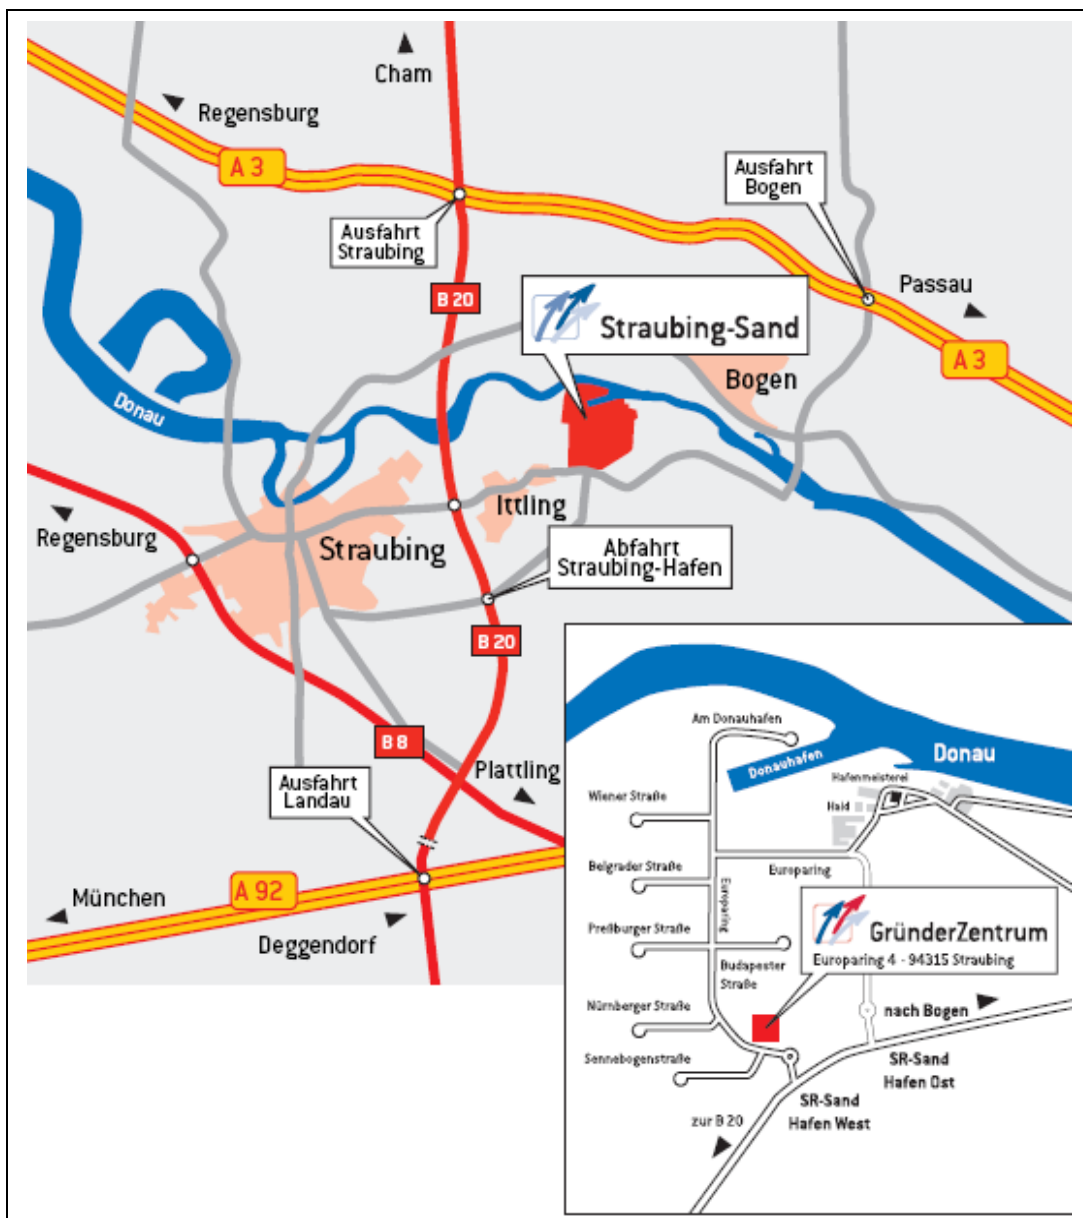 Cham
Regensburg
A 3
Ausfahrt
Bogen
Ausfahrt
Straubing
Passau
B 20
Straubing-Sand
A 3
Bogen
Donau
Ittling
Regensburg
Straubing
Abfahrt
Straubing-Hafen
B 20
B 8
Plattling
Ausfahrt
Landau
A 92
München
Deggendorf
Am Donauhafen
Donau
Donauhafen
Hafenmeisterei
Wiener Straße
Haid
Belgrader Straße
Europaring
Europaring
GründerZentrum
Europaring 4 - 94315 Straubing
Preßburger Straße
Budapester
Straße
Nürnberger Straße
nach Bogen
Sennebogenstraße
SR-Sand
Hafen Ost
SR-Sand
Hafen West
zur B 20